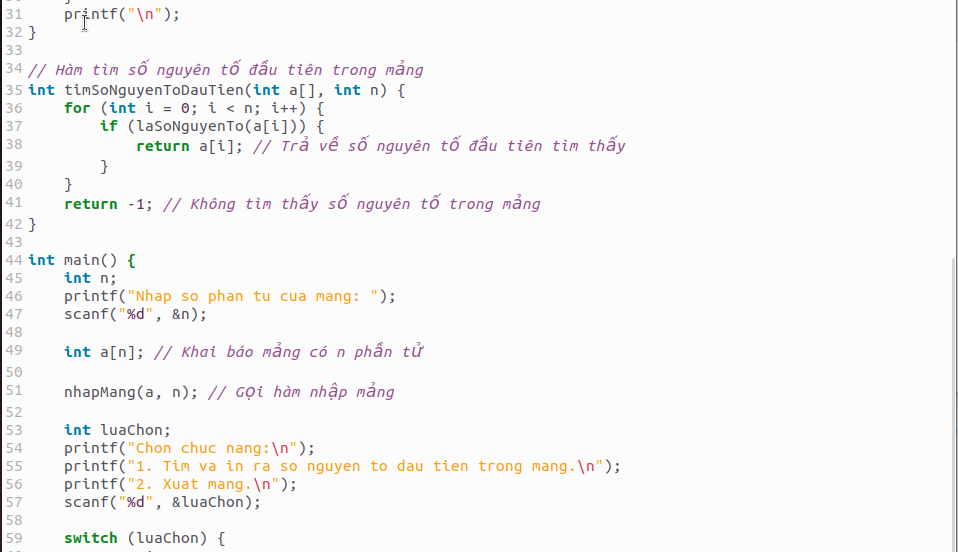 31 printf("\n");
32 }
33
34 // Hàm tìm số nguyên tố đầu tiên trong mảng
35 int timSoNguyenToDauTien(int a[], int n) {
36 for (int i = 0; i < n; i++) {
37 if (laSoNguyenTo(a[i])) {
38 return a[i]; // Trả về số nguyên tố đầu tiên tìm thấy
39 }
40 }
41 return -1; // Không tìm thấy số nguyên tố trong mảng
42 }
43
44 int main() {
45 int n;
46 printf("Nhap so phan tu cua mang: ");
47 scanf("%d", &n);
48
49 int a[n]; // Khai báo mảng có n phần tử
50
51 nhapMang(a, n); // Gọi hàm nhập mảng
52
53 int luaChon;
54 printf("Chon chuc nang:\n");
55 printf("1. Tim va in ra so nguyen to dau tien trong mang.\n");
56 printf("2. Xuat mang.\n");
57 scanf("%d", &luaChon);
58
59 switch (luaChon) {